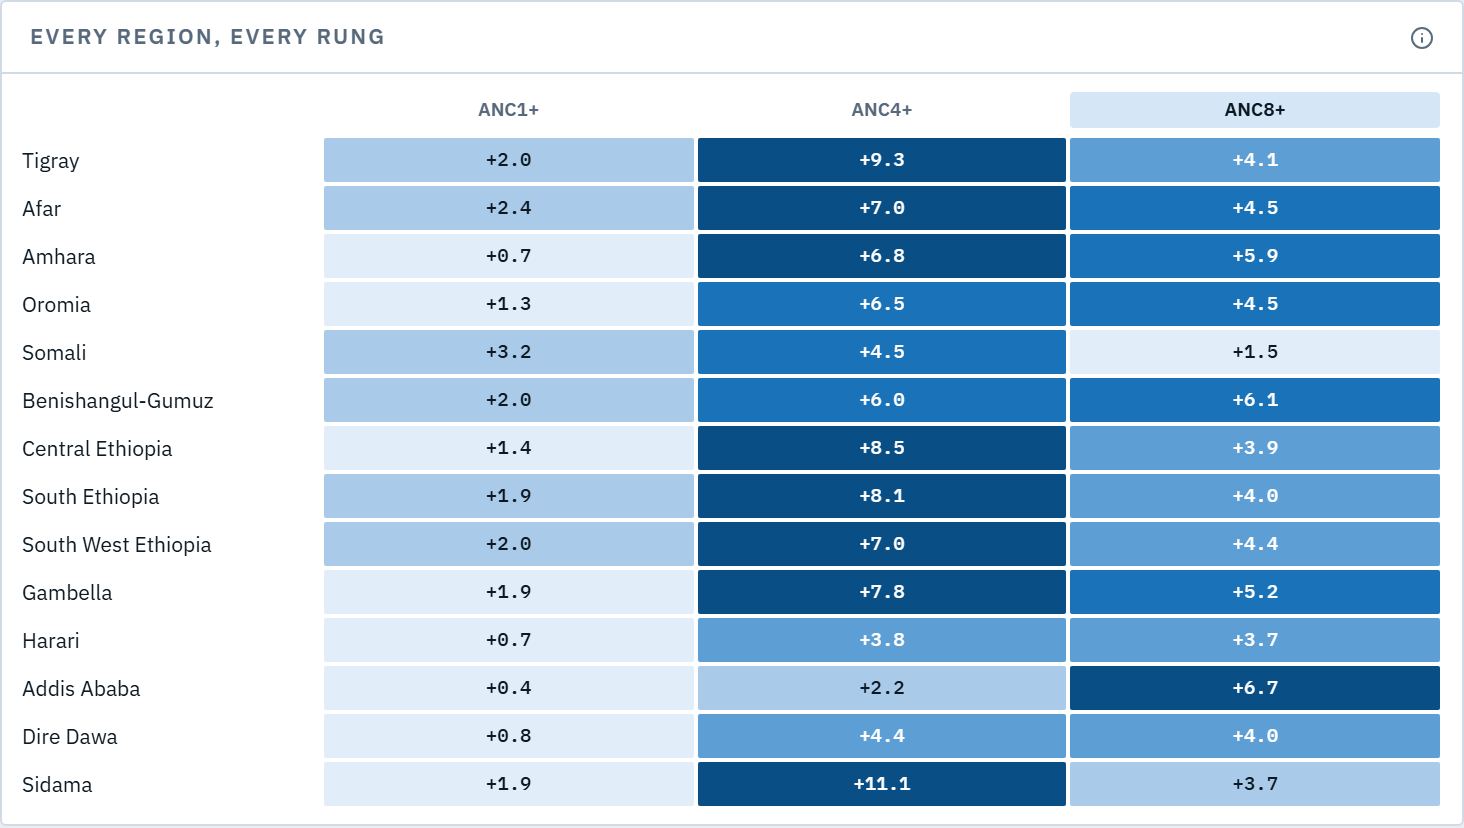 EVERY REGION, EVERY RUNG
ANC1+ ANC4+ ANC8+
Tigray +2.0 +9.3 +4.1
Afar +2.4 +7.0 +4.5
Amhara +0.7 +6.8 +5.9
Oromia +1.3 +6.5 +4.5
Somali +3.2 +4.5 +1.5
Benishangul-Gumuz +2.0 +6.0 +6.1
Central Ethiopia +1.4 +8.5 +3.9
South Ethiopia +1.9 +8.1 +4.0
South West Ethiopia +2.0 +7.0 +4.4
Gambella +1.9 +7.8 +5.2
Harari +0.7 +3.8 +3.7
Addis Ababa +0.4 +2.2 +6.7
Dire Dawa +0.8 +4.4 +4.0
Sidama +1.9 +11.1 +3.7